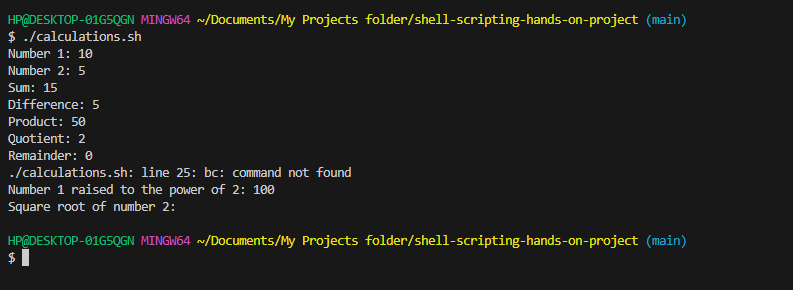 HP@DESKTOP-01G5QGN MINGW64 ~/Documents/My Projects folder/shell-scripting-hands-on-project (main)
$ ./calculations.sh
Number 1: 10
Number 2: 5
Sum: 15
Difference: 5
Product: 50
Quotient: 2
Remainder: 0
./calculations.sh: line 25: bc: command not found
Number 1 raised to the power of 2: 100
Square root of number 2:
HP@DESKTOP-01G5QGN MINGW64 ~/Documents/My Projects folder/shell-scripting-hands-on-project (main)
$